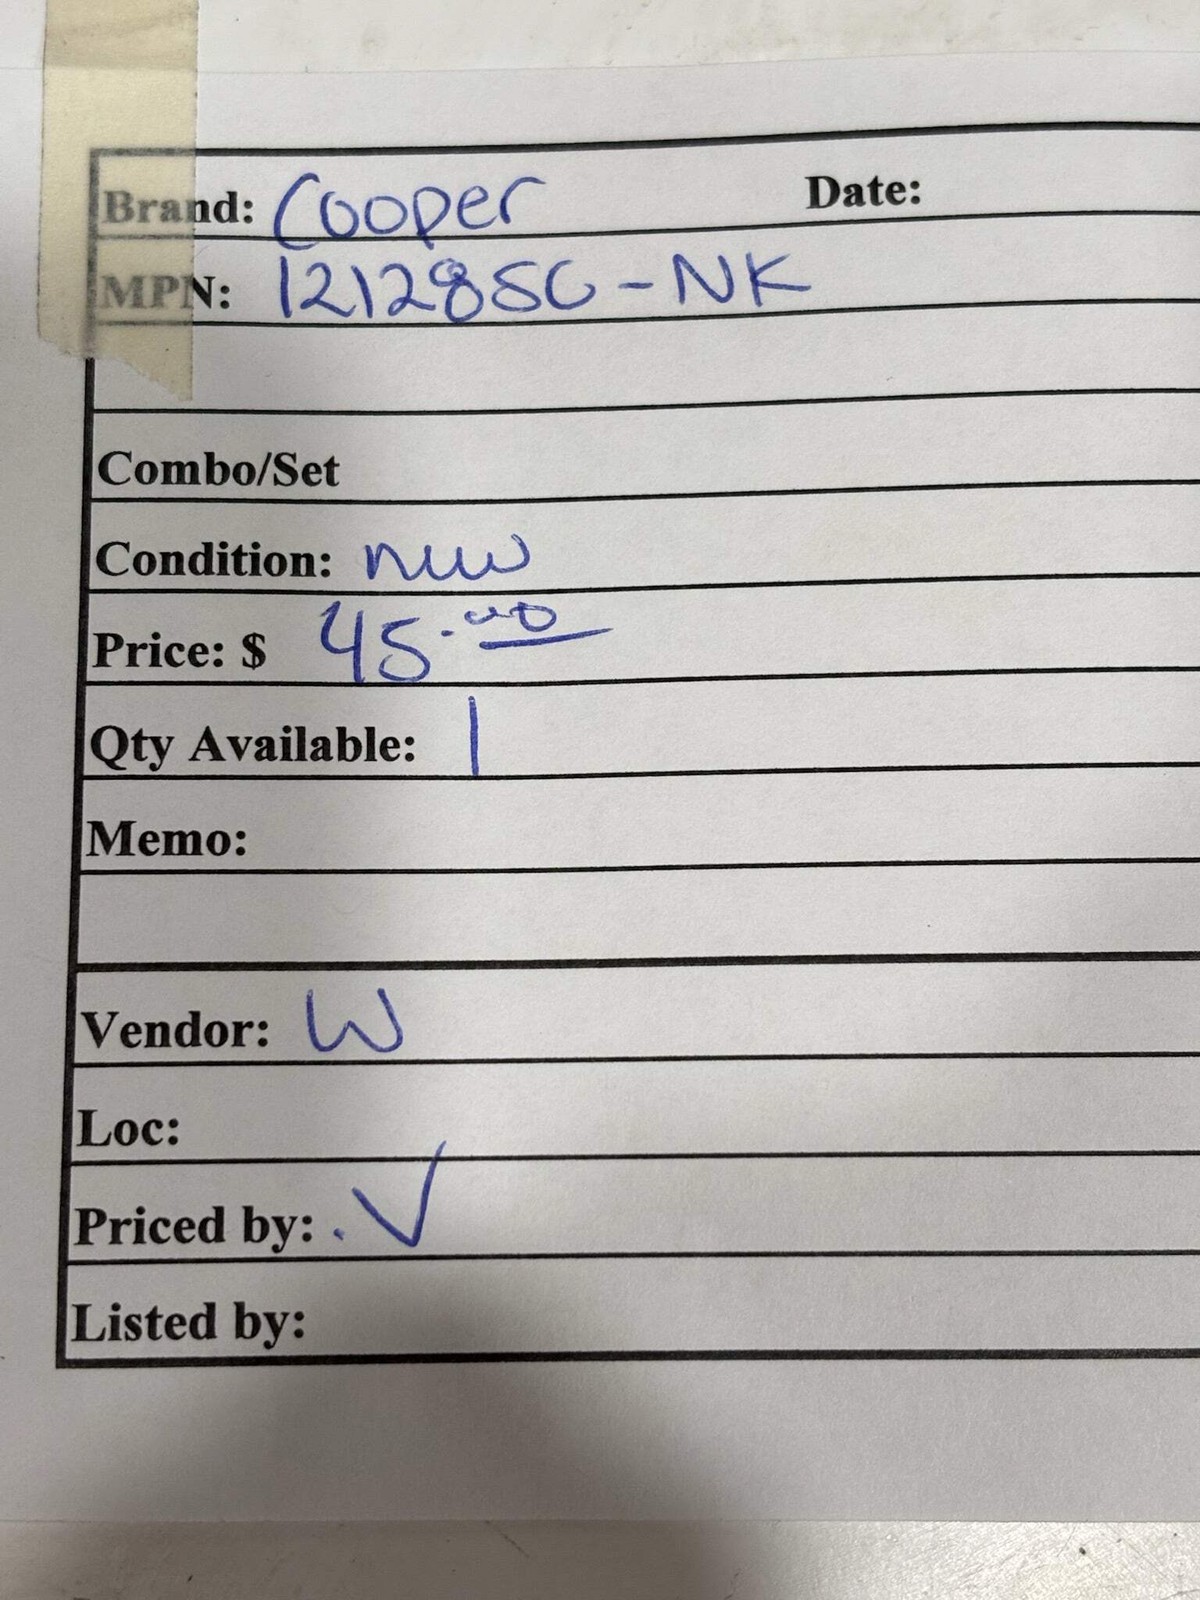 Brand: Cooper Date:
MPN: 121285C-NK
Combo/Set
Condition: new
Price: $ 45.00
Qty Available: 1
Memo:
Vendor: W
Loc:
Priced by: . V
Listed by: